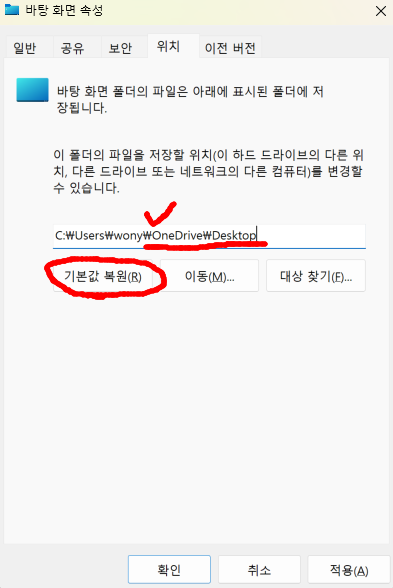 바탕 화면 속성
일반 공유 보안 위치 이전 버전
바탕 화면 폴더의 파일은 아래에 표시된 폴더에 저
장됩니다.
이 폴더의 파일을 저장할 위치(이 하드 드라이브의 다른 위
치, 다른 드라이브 또는 네트워크의 다른 컴퓨터)를 변경할
수 있습니다.
C:₩Users₩wony₩OneDrive₩Desktop
기본값 복원(R) 이동(M)... 대상 찾기(F)...
확인 취소 적용(A)